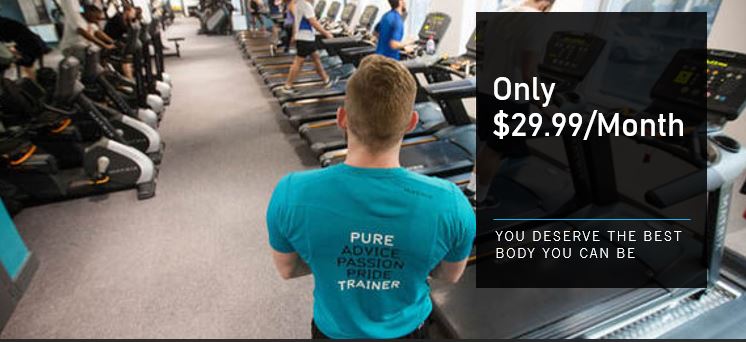 Only
$29.99/Month
YOU DESERVE THE BEST
BODY YOU CAN BE
PURE
ADVICE
PASSION
PRIDE
TRAINER